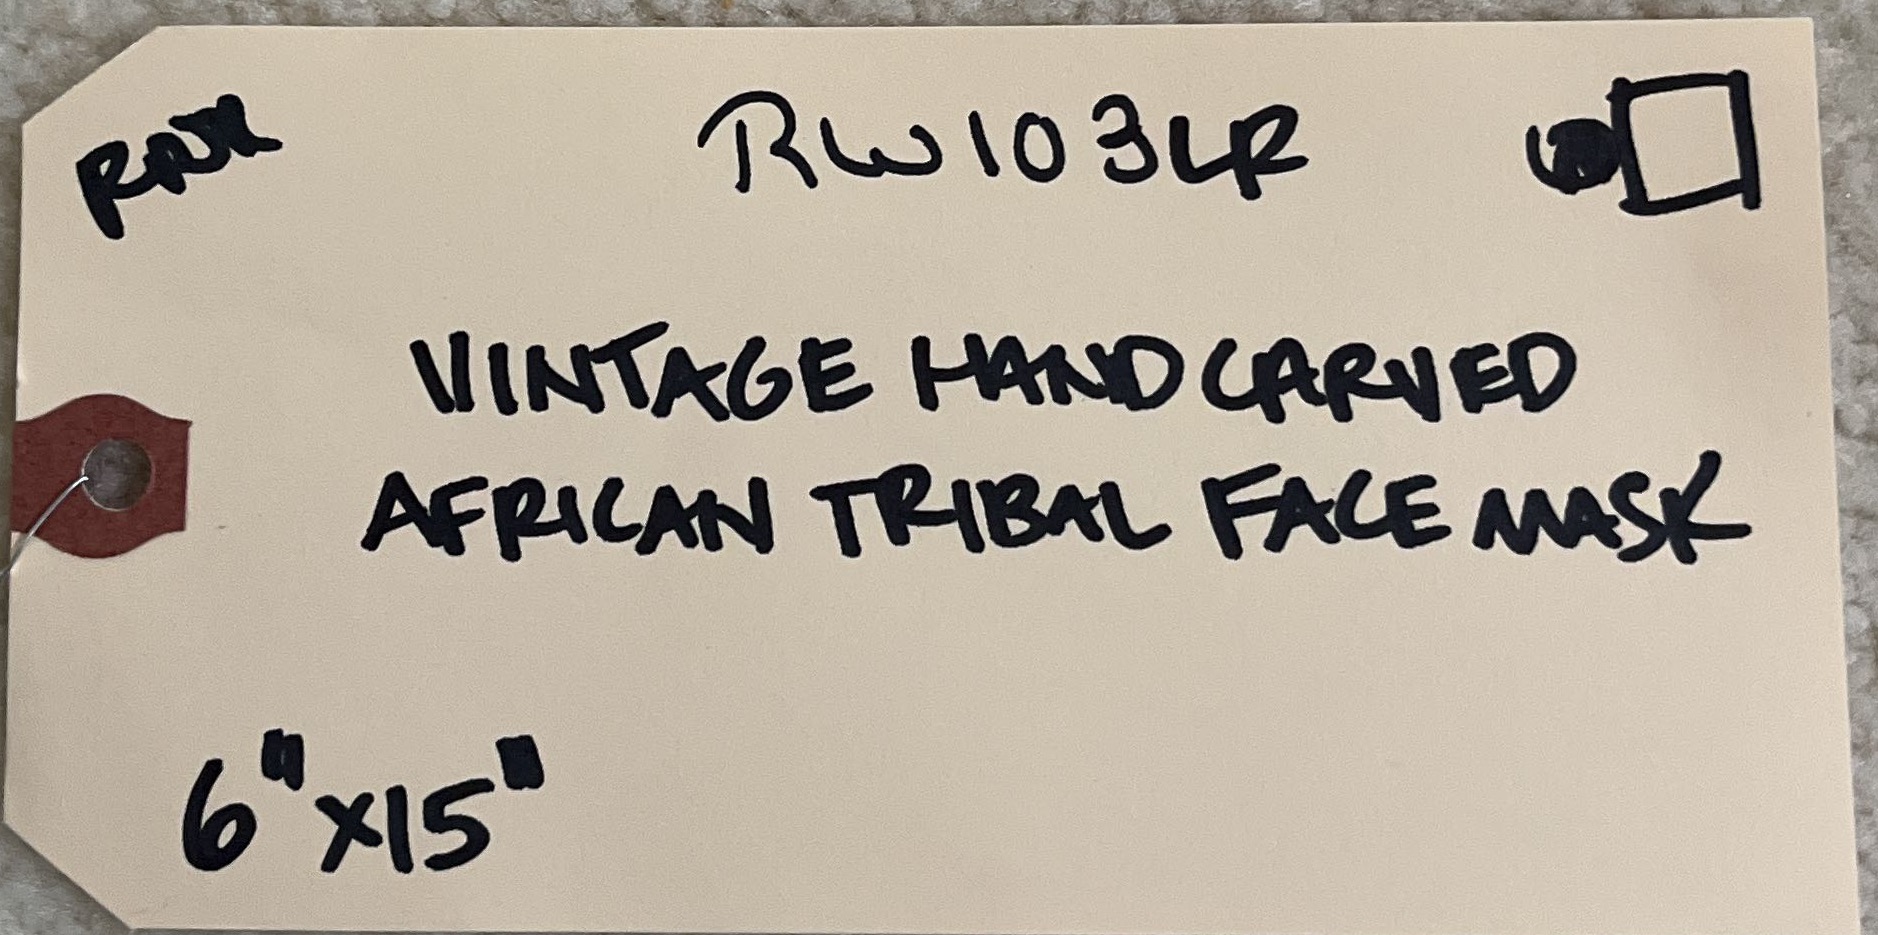 RW103LR
VINTAGE HAND CARVED
AFRICAN TRIBAL FACE MASK
6"x15"